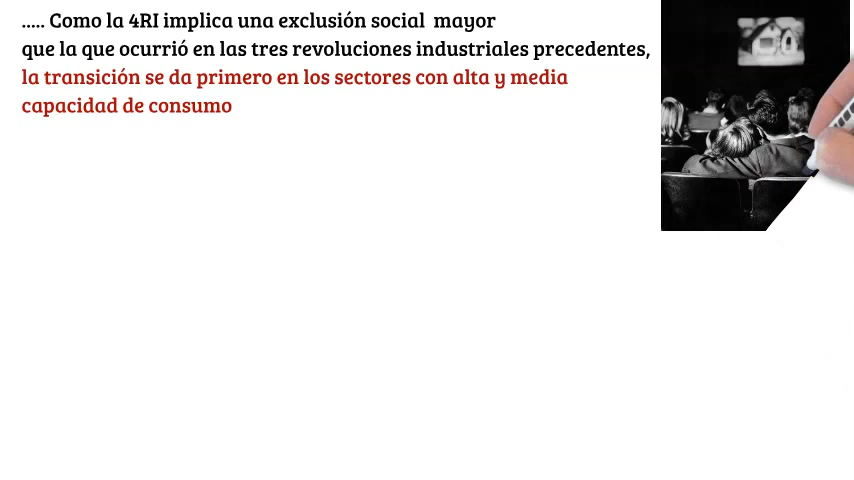 ..... Como la 4RI implica una exclusión social  mayor
que la que ocurrió en las tres revoluciones industriales precedentes,
la transición se da primero en los sectores con alta y media
capacidad de consumo